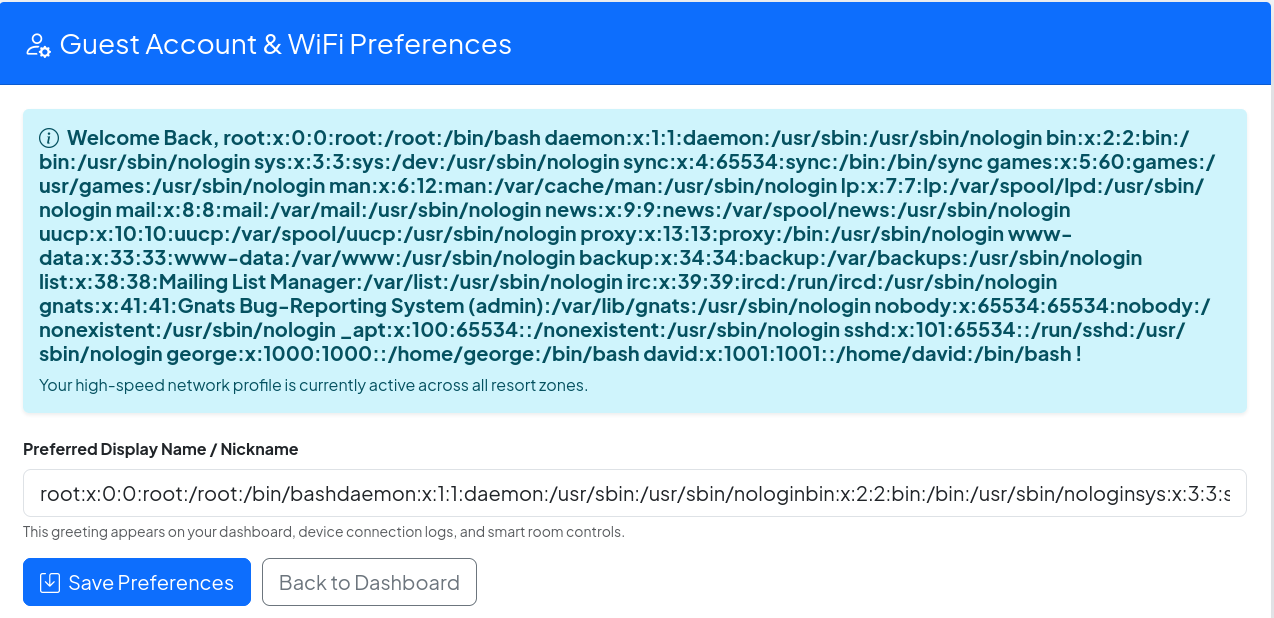 Guest Account & WiFi Preferences
Welcome Back, root:x:0:0:root:/root:/bin/bash daemon:x:1:1:daemon:/usr/sbin:/usr/sbin/nologin bin:x:2:2:bin:/
bin:/usr/sbin/nologin sys:x:3:3:sys:/dev:/usr/sbin/nologin sync:x:4:65534:sync:/bin:/bin/sync games:x:5:60:games:/
usr/games:/usr/sbin/nologin man:x:6:12:man:/var/cache/man:/usr/sbin/nologin lp:x:7:7:lp:/var/spool/lpd:/usr/sbin/
nologin mail:x:8:8:mail:/var/mail:/usr/sbin/nologin news:x:9:9:news:/var/spool/news:/usr/sbin/nologin
uucp:x:10:10:uucp:/var/spool/uucp:/usr/sbin/nologin proxy:x:13:13:proxy:/bin:/usr/sbin/nologin www-
data:x:33:33:www-data:/var/www:/usr/sbin/nologin backup:x:34:34:backup:/var/backups:/usr/sbin/nologin
list:x:38:38:Mailing List Manager:/var/list:/usr/sbin/nologin irc:x:39:39:ircd:/run/ircd:/usr/sbin/nologin
gnats:x:41:41:Gnats Bug-Reporting System (admin):/var/lib/gnats:/usr/sbin/nologin nobody:x:65534:65534:nobody:/
nonexistent:/usr/sbin/nologin _apt:x:100:65534::/nonexistent:/usr/sbin/nologin sshd:x:101:65534::/run/sshd:/usr/
sbin/nologin george:x:1000:1000::/home/george:/bin/bash david:x:1001:1001::/home/david:/bin/bash !
Your high-speed network profile is currently active across all resort zones.
Preferred Display Name / Nickname
root:x:0:0:root:/root:/bin/bashdaemon:x:1:1:daemon:/usr/sbin:/usr/sbin/nologinbin:x:2:2:bin:/bin:/usr/sbin/nologinsys:x:3:3:s
This greeting appears on your dashboard, device connection logs, and smart room controls.
Save Preferences
Back to Dashboard